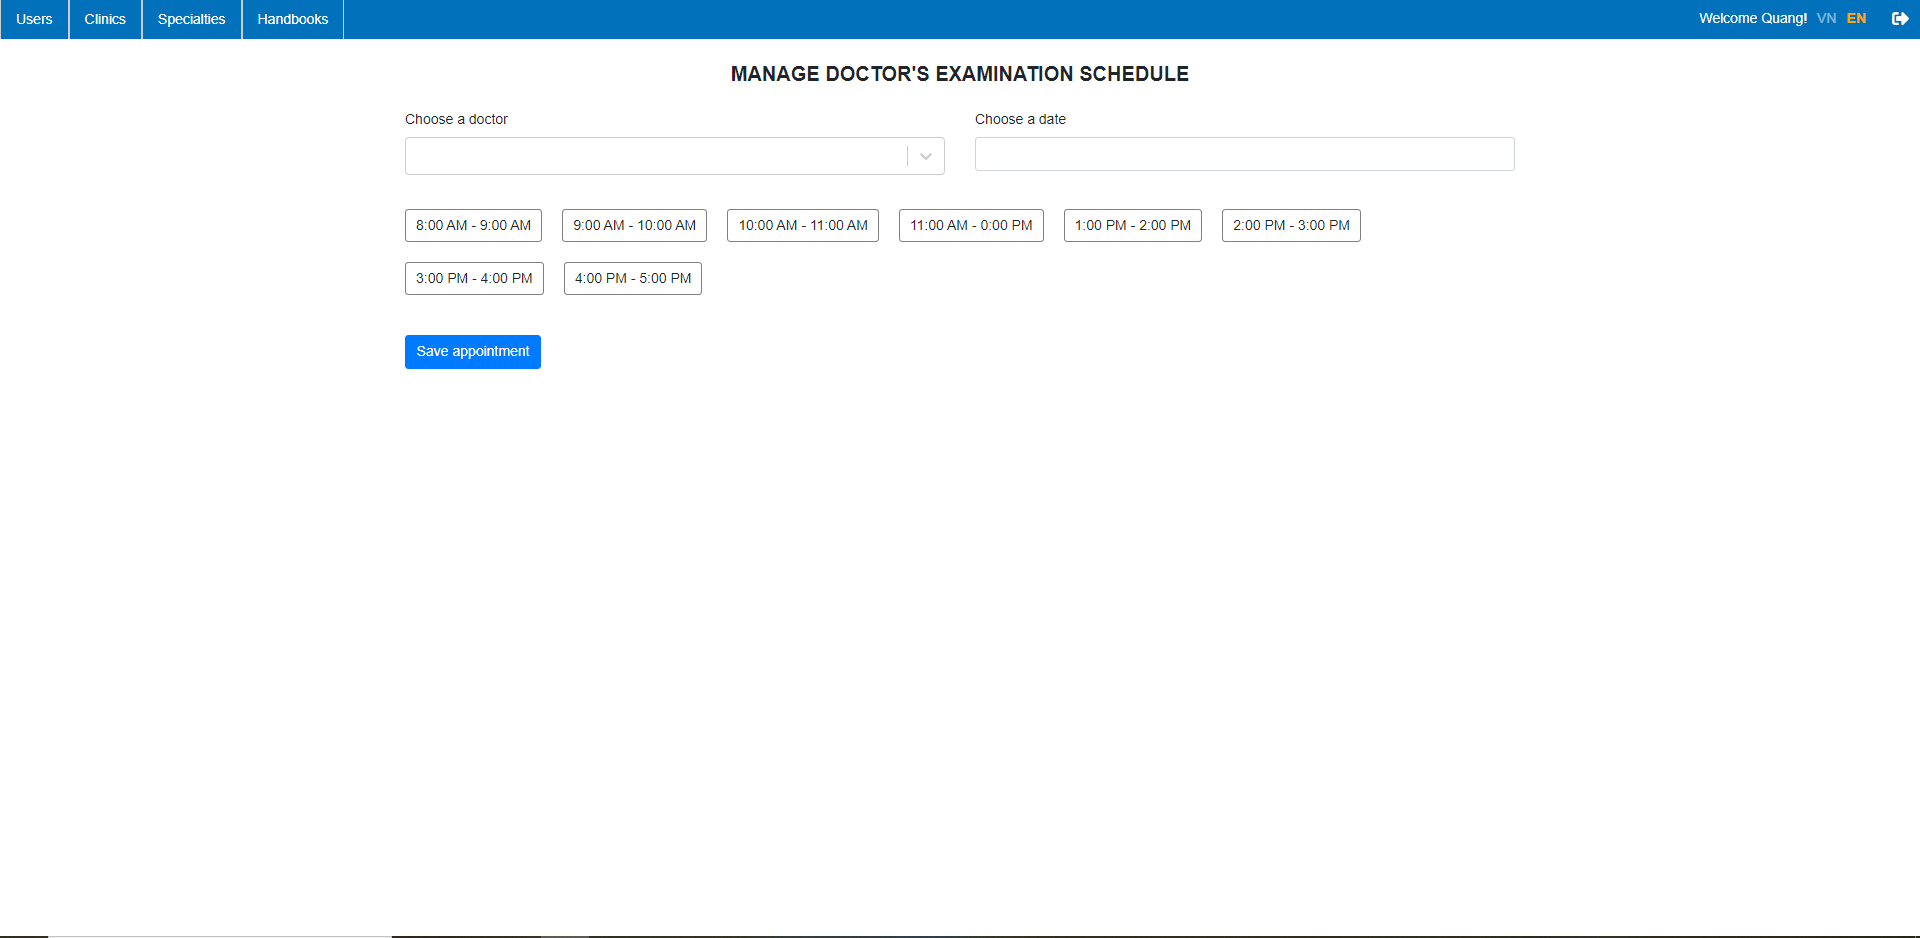 Users Clinics Specialties Handbooks Welcome Quang! VN EN
MANAGE DOCTOR'S EXAMINATION SCHEDULE
Choose a doctor Choose a date
8:00 AM - 9:00 AM 9:00 AM - 10:00 AM 10:00 AM - 11:00 AM 11:00 AM - 0:00 PM 1:00 PM - 2:00 PM 2:00 PM - 3:00 PM
3:00 PM - 4:00 PM 4:00 PM - 5:00 PM
Save appointment